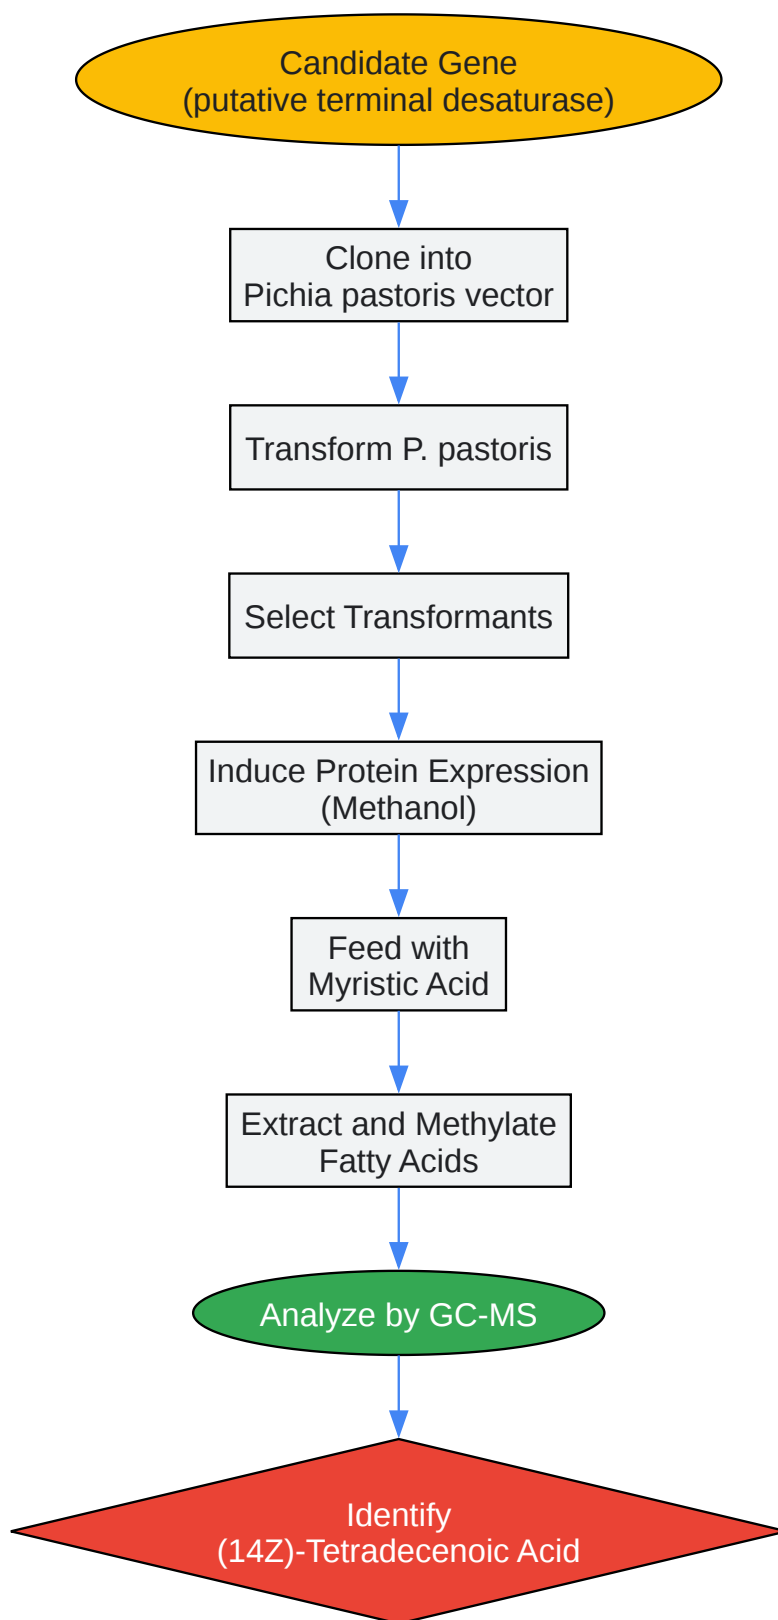 Candidate Gene
(putative terminal desaturase)
Clone into
Pichia pastoris vector
Transform P. pastoris
Select Transformants
Induce Protein Expression
(Methanol)
Feed with
Myristic Acid
Extract and Methylate
Fatty Acids
Analyze by GC-MS
Identify
(14Z)-Tetradecenoic Acid